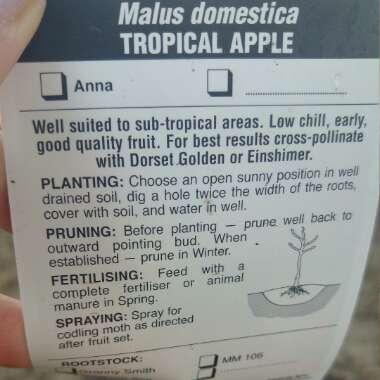 Malus domestica
TROPICAL APPLE
Anna
Well suited to sub-tropical areas. Low chill, early,
good quality fruit. For best results cross-pollinate
with Dorset Golden or Einshimer.
PLANTING: Choose an open sunny position in well
drained soil, dig a hole twice the width of the roots,
cover with soil, and water in well.
PRUNING: Before planting – prune well back to
outward pointing bud. When
established – prune in Winter.
FERTILISING: Feed with a
complete fertiliser or animal
manure in Spring.
SPRAYING: Spray for
codling moth as directed
after fruit set.
ROOTSTOCK: MM 106
Granny Smith